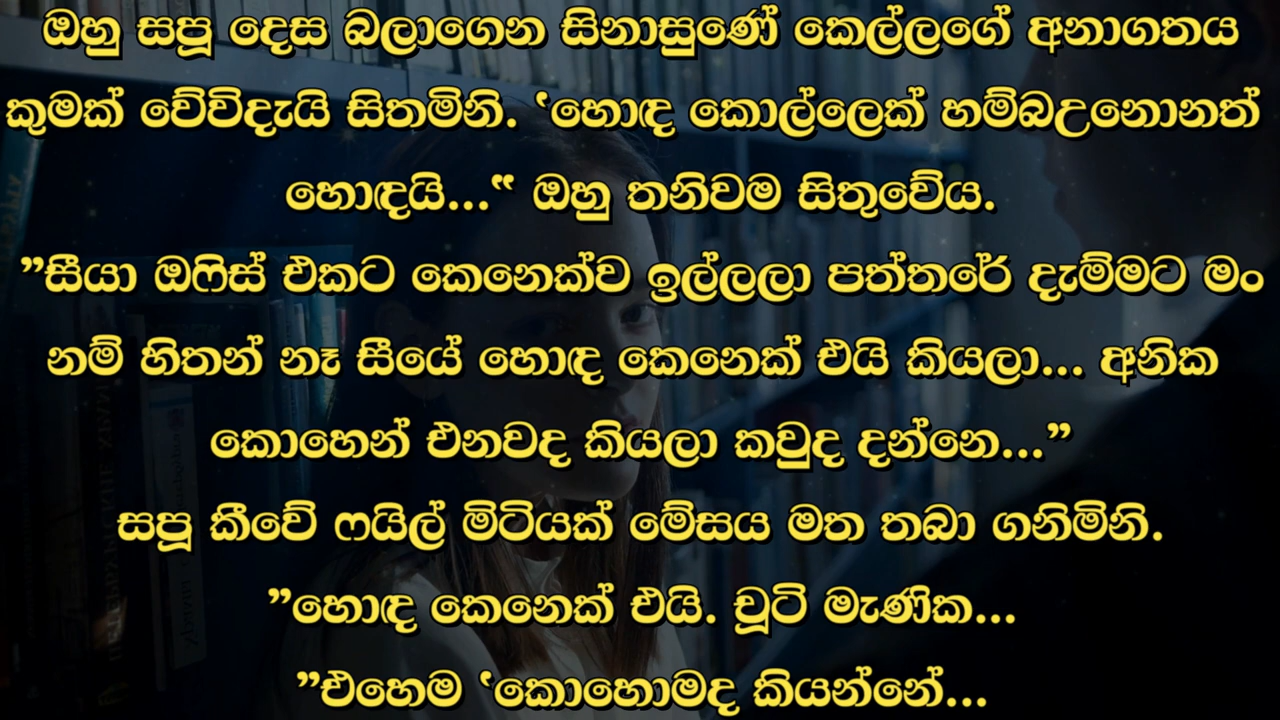 ඔහු සපූ දෙස බලාගෙන සිනාසුණේ කෙල්ලගේ අනාගතය
කුමක් වේවිදැයි සිතමිනි. ‛හොඳ කොල්ලෙක් හම්බඋනොනත්
හොඳයි...‟ ඔහු තනිවම සිතුවේය.
”සීයා ඔෆිස් එකට කෙනෙක්ව ඉල්ලලා පත්තරේ දැම්මට මං
නම් හිතන් නෑ සීයේ හොඳ කෙනෙක් එයි කියලා... අනික
කොහෙන් එනවද කියලා කවුද දන්නෙ...”
සපූ කීවේ ෆයිල් මිටියක් මේසය මත තබා ගනිමිනි.
”හොඳ කෙනෙක් එයි. චූටි මැණික...
”එහෙම ‛කොහොමද කියන්නේ...